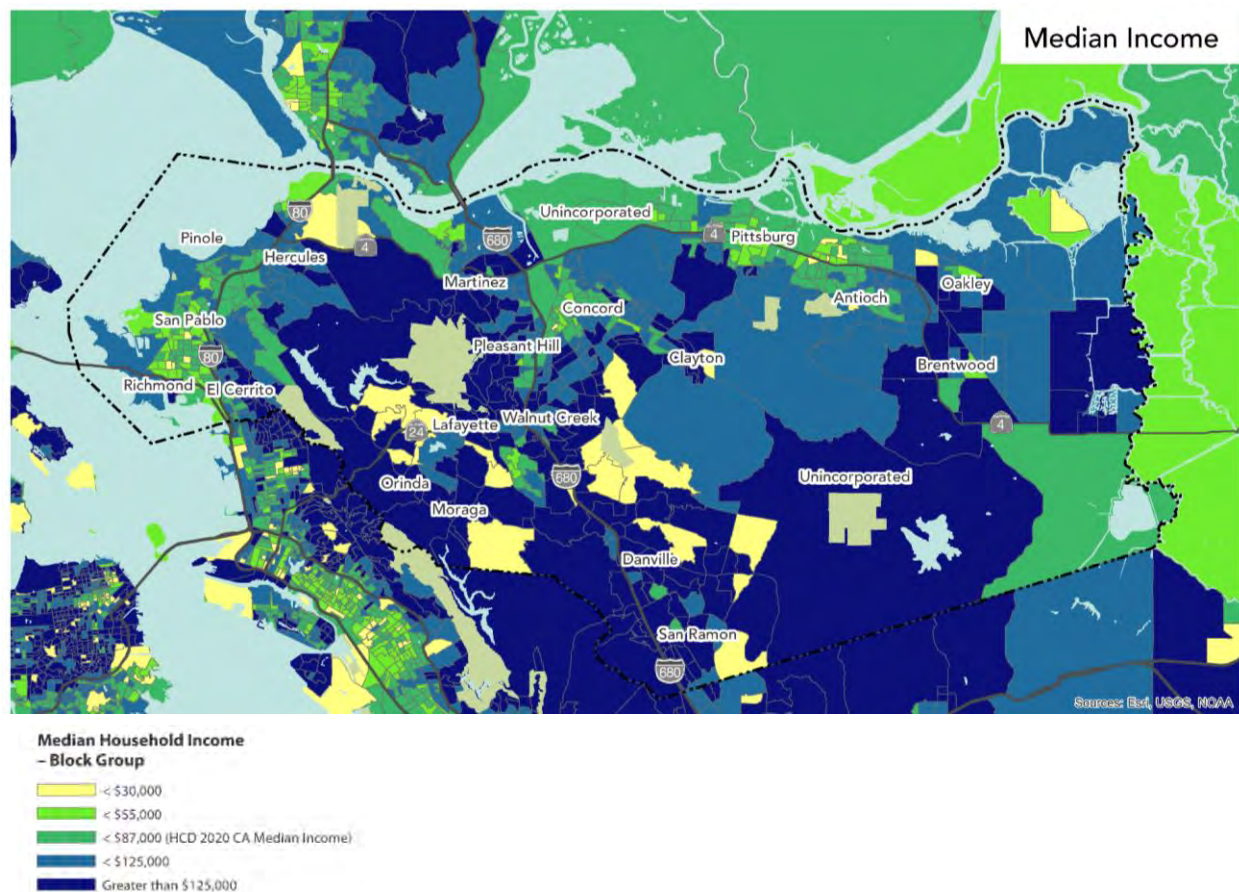 Median Income
Unincorporated
80
4
Pittsburg
680
Pinole
4
Hercules
Martinez
Oakley
Antioch
Concord
San Pablo
Pleasant Hill
80
Clayton
Brentwood
Richmond
El Cerrito
Walnut Creek
Lafayette
24
4
Orinda
680
Unincorporated
Moraga
Danville
San Ramon
680
Sources: Esri, USGS, NOAA
Median Household Income
– Block Group
< $30,000
< $55,000
< $87,000 (HCD 2020 CA Median Income)
< $125,000
Greater than $125,000